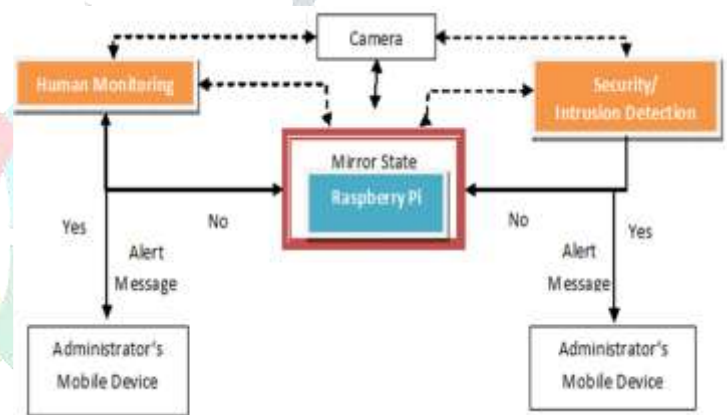 Camera
Human Monitoring
Security/
Intrusion Detection
Mirror State
Raspberry Pi
Yes
No
No
Yes
Alert
Message
Alert
Message
Administrator's
Mobile Device
Administrator's
Mobile Device